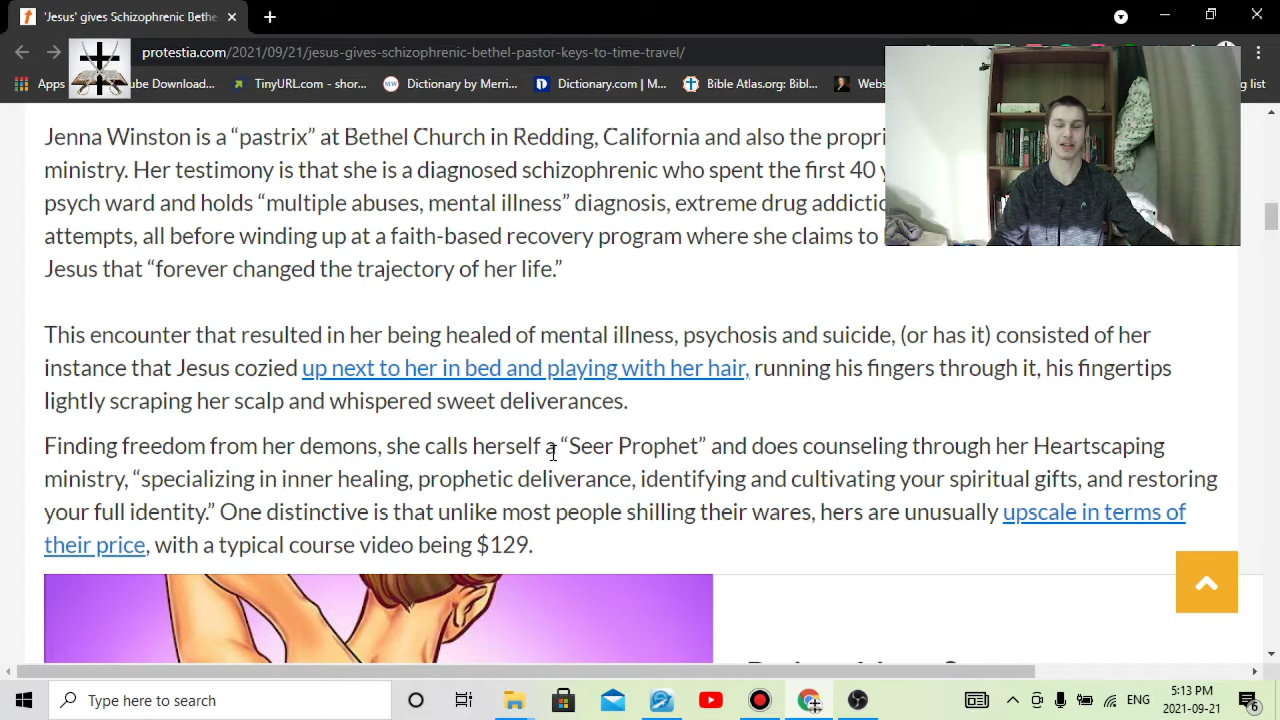 'Jesus' gives Schizophrenic Bethe
protestia.com/2021/09/21/jesus-gives-schizophrenic-bethel-pastor-keys-to-time-travel/
Apps ube Download... TinyURL.com - shor... Dictionary by Merri... Dictionary.com | M... Bible Atlas.org: Bibl... Webs g list
Jenna Winston is a “pastrix” at Bethel Church in Redding, California and also the propri
ministry. Her testimony is that she is a diagnosed schizophrenic who spent the first 40 y
psych ward and holds “multiple abuses, mental illness” diagnosis, extreme drug addictio
attempts, all before winding up at a faith-based recovery program where she claims to
Jesus that “forever changed the trajectory of her life.”
This encounter that resulted in her being healed of mental illness, psychosis and suicide, (or has it) consisted of her
instance that Jesus cozied up next to her in bed and playing with her hair, running his fingers through it, his fingertips
lightly scraping her scalp and whispered sweet deliverances.
Finding freedom from her demons, she calls herself a “Seer Prophet” and does counseling through her Heartscaping
ministry, “specializing in inner healing, prophetic deliverance, identifying and cultivating your spiritual gifts, and restoring
your full identity.” One distinctive is that unlike most people shilling their wares, hers are unusually upscale in terms of
their price, with a typical course video being $129.
Type here to search
ENG
5:13 PM
2021-09-21
6